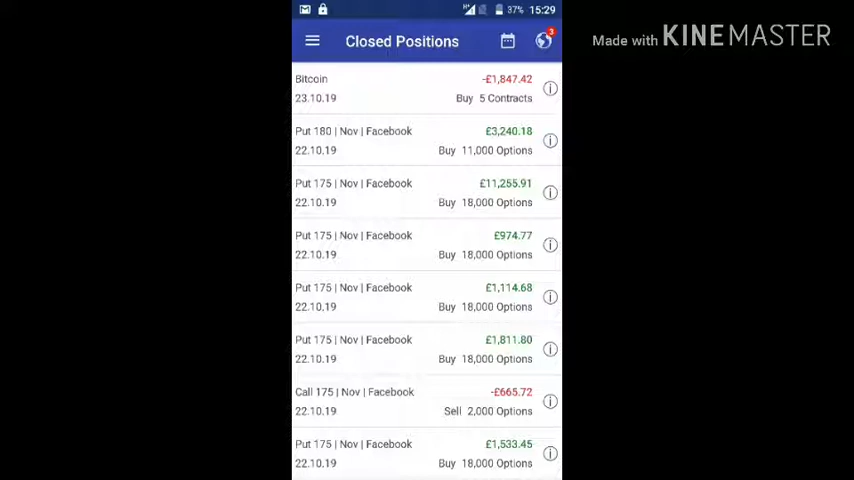 37% 15:29
Closed Positions
3
Made with KINEMASTER
Bitcoin -£1,847.42
23.10.19 Buy 5 Contracts
Put 180 | Nov | Facebook £3,240.18
22.10.19 Buy 11,000 Options
Put 175 | Nov | Facebook £11,255.91
22.10.19 Buy 18,000 Options
Put 175 | Nov | Facebook £974.77
22.10.19 Buy 18,000 Options
Put 175 | Nov | Facebook £1,114.68
22.10.19 Buy 18,000 Options
Put 175 | Nov | Facebook £1,811.80
22.10.19 Buy 18,000 Options
Call 175 | Nov | Facebook -£665.72
22.10.19 Sell 2,000 Options
Put 175 | Nov | Facebook £1,533.45
22.10.19 Buy 18,000 Options